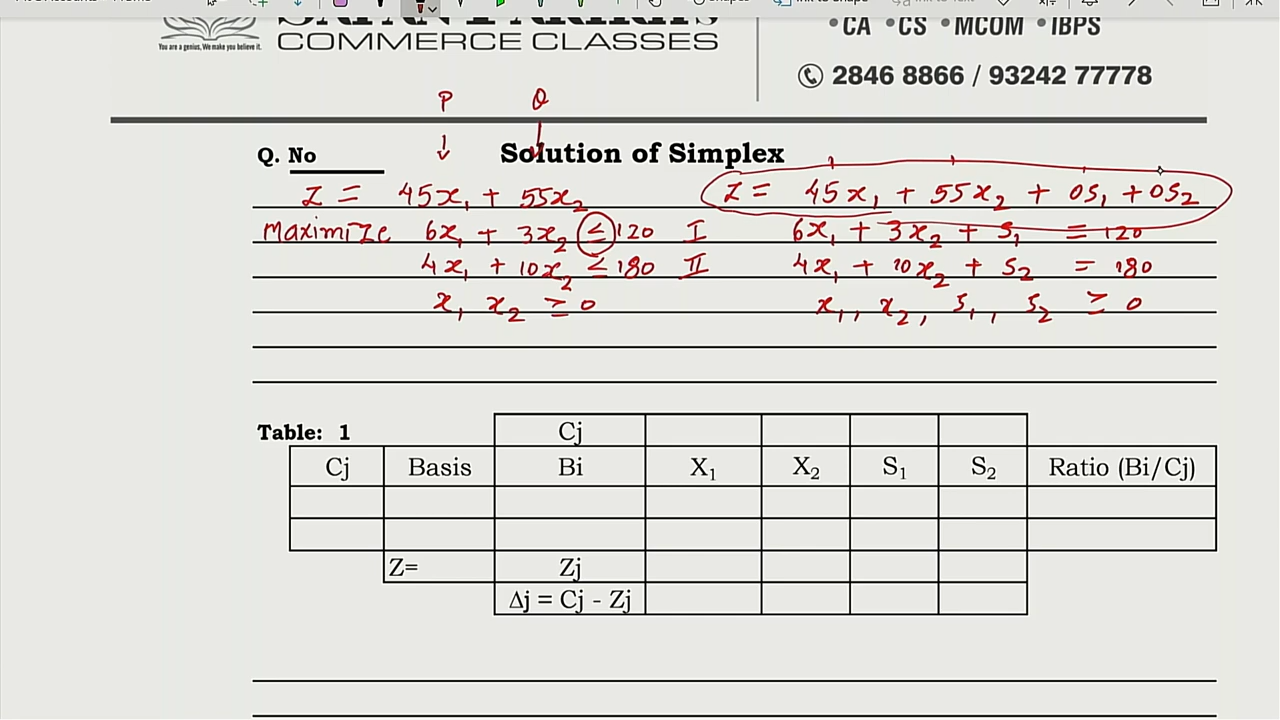 You are a genius, We make you believe it.
COMMERCE CLASSES
•CA •CS •MCOM •IBPS
2846 8866 / 93242 77778
P Q
Q. No Solution of Simplex
Z = 45x₁ + 55x₂
Maximize 6x₁ + 3x₂ ≤ 120 I
4x₁ + 10x₂ ≤ 180 II
x₁ x₂ ≥ 0
Z = 45x₁ + 55x₂ + 0S₁ + 0S₂
6x₁ + 3x₂ + S₁ = 120
4x₁ + 10x₂ + S₂ = 180
x₁, x₂, S₁, S₂ ≥ 0
Table: 1 Cj
Cj Basis Bi X₁ X₂ S₁ S₂ Ratio (Bi/Cj)
Z= Zj
Δj = Cj - Zj